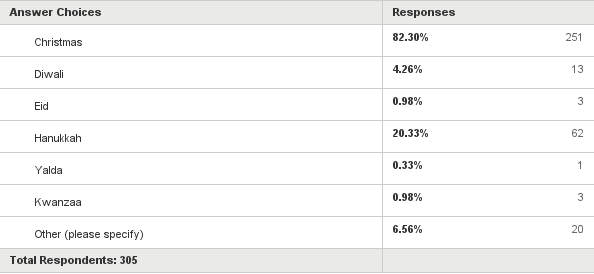 Answer Choices Responses
Christmas 82.30% 251
Diwali 4.26% 13
Eid 0.98% 3
Hanukkah 20.33% 62
Yalda 0.33% 1
Kwanzaa 0.98% 3
Other (please specify) 6.56% 20
Total Respondents: 305